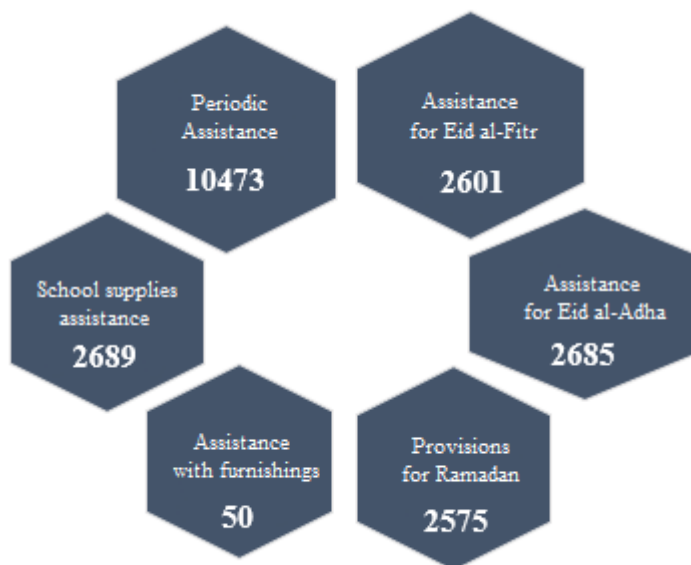 Periodic
Assistance
10473
Assistance
for Eid al-Fitr
2601
School supplies
assistance
2689
Assistance
for Eid al-Adha
2685
Assistance
with furnishings
50
Provisions
for Ramadan
2575